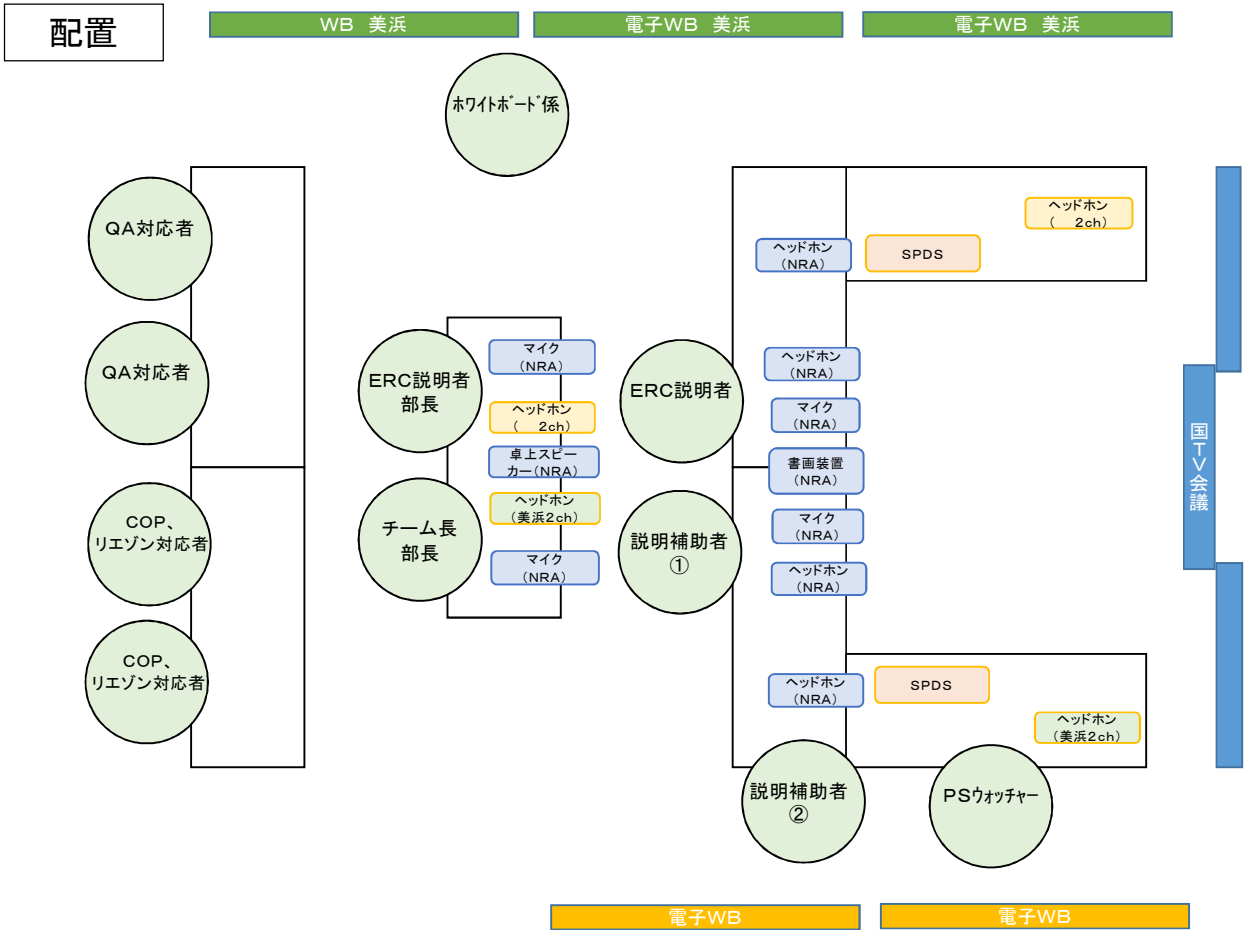 配置
WB 美浜
電子WB 美浜
電子WB 美浜
ﾎﾜｲﾄﾎﾞｰﾄﾞ係
QA対応者
QA対応者
COP、
リエゾン対応者
COP、
リエゾン対応者
ERC説明者
部長
チーム長
部長
マイク
(NRA)
ヘッドホン
(　2ch)
卓上スピー
カー(NRA)
ヘッドホン
(美浜2ch)
マイク
(NRA)
ERC説明者
説明補助者
①
ヘッドホン
(NRA)
SPDS
ヘッドホン
(　2ch)
ヘッドホン
(NRA)
マイク
(NRA)
書画装置
(NRA)
マイク
(NRA)
ヘッドホン
(NRA)
ヘッドホン
(NRA)
SPDS
ヘッドホン
(美浜2ch)
説明補助者
②
PSｳｫｯﾁｬｰ
国TV会議
電子WB
電子WB